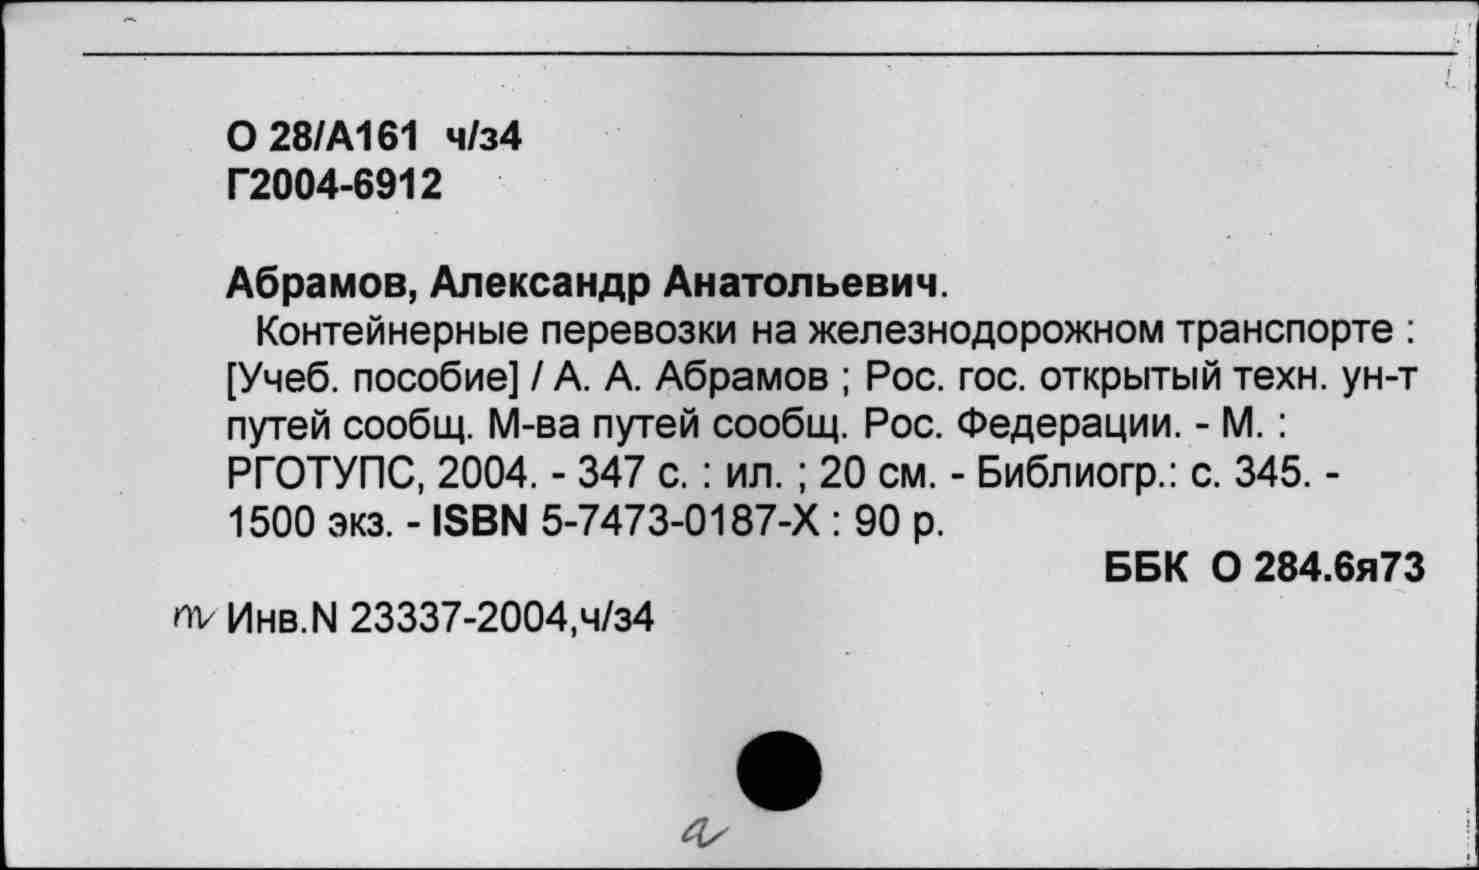 О 28/А161 ч/з4
Г2004-6912
Абрамов, Александр Анатольевич.
Контейнерные перевозки на железнодорожном транспорте :
[Учеб. пособие] / А. А. Абрамов ; Рос. гос. открытый техн. ун-т
путей сообщ. М-ва путей сообщ. Рос. Федерации. - М. :
РГОТУПС, 2004. - 347 с. : ил. ; 20 см. - Библиогр.: с. 345. -
1500 экз. - ISBN 5-7473-0187-X : 90 р.
ББК О 284.6я73
Инв.N 23337-2004,ч/з4